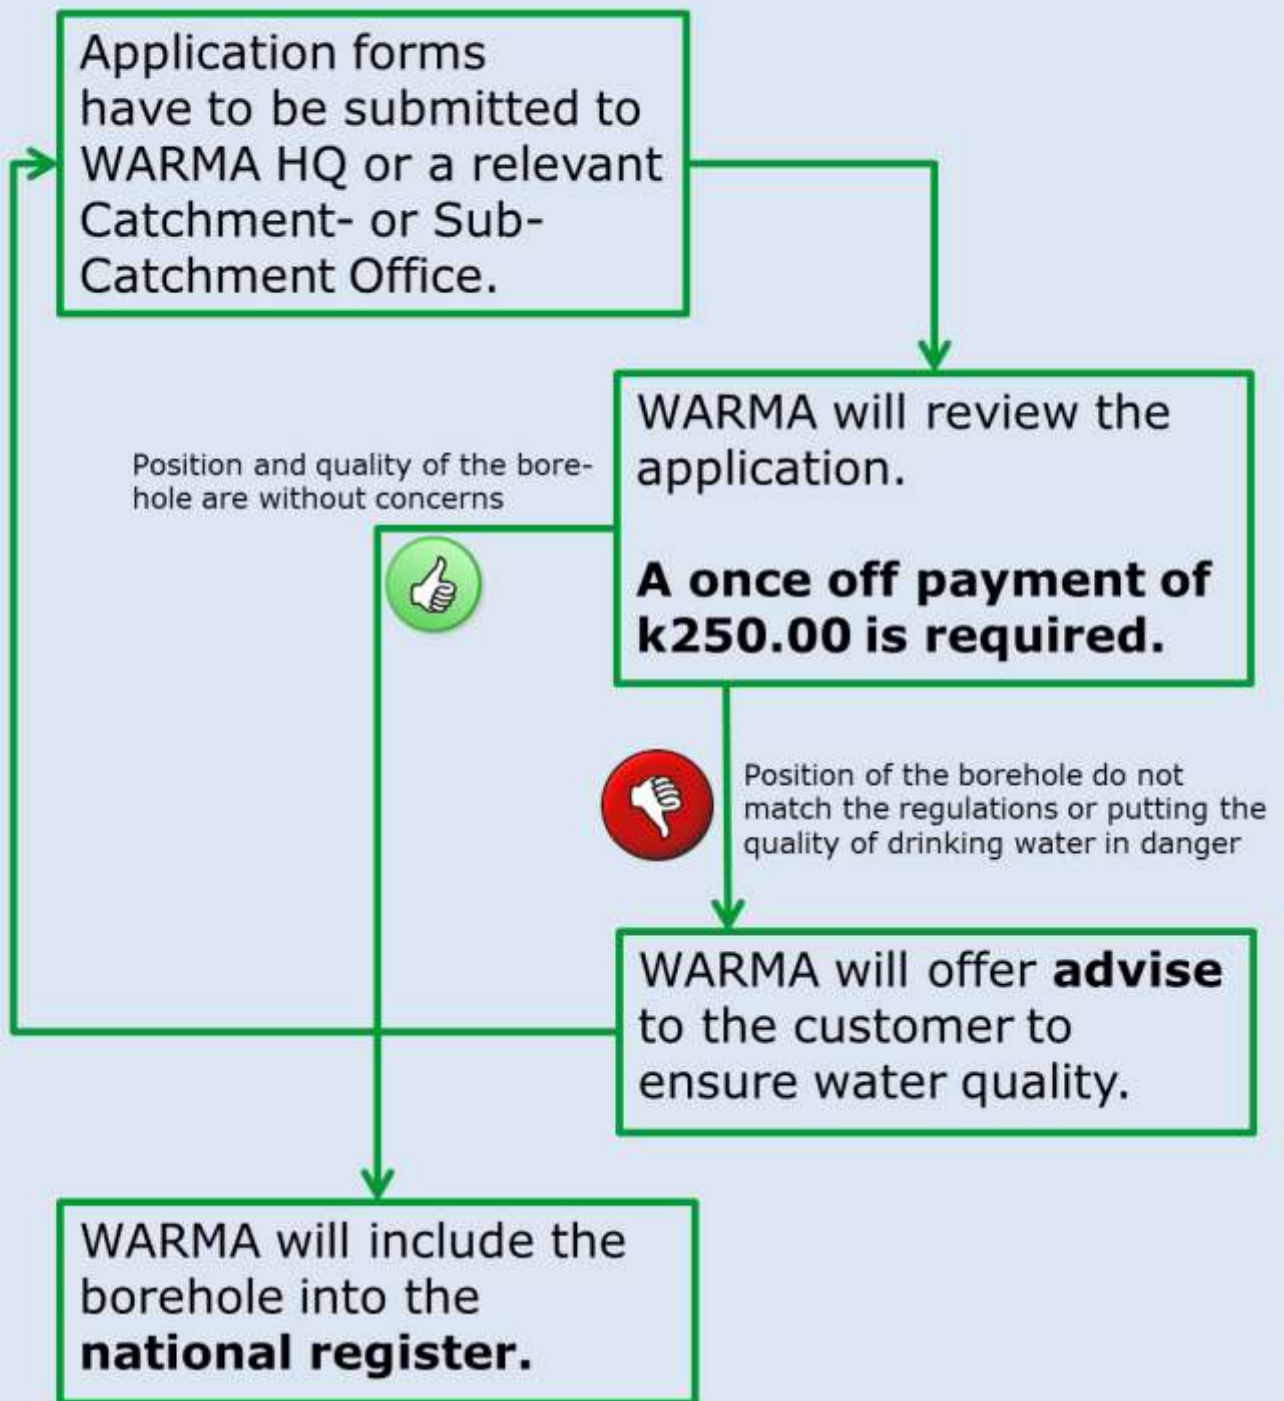 Application forms
have to be submitted to
WARMA HQ or a relevant
Catchment- or Sub-
Catchment Office.
WARMA will review the
application.
A once off payment of
k250.00 is required.
Position and quality of the bore-
hole are without concerns
Position of the borehole do not
match the regulations or putting the
quality of drinking water in danger
WARMA will offer advise
to the customer to
ensure water quality.
WARMA will include the
borehole into the
national register.